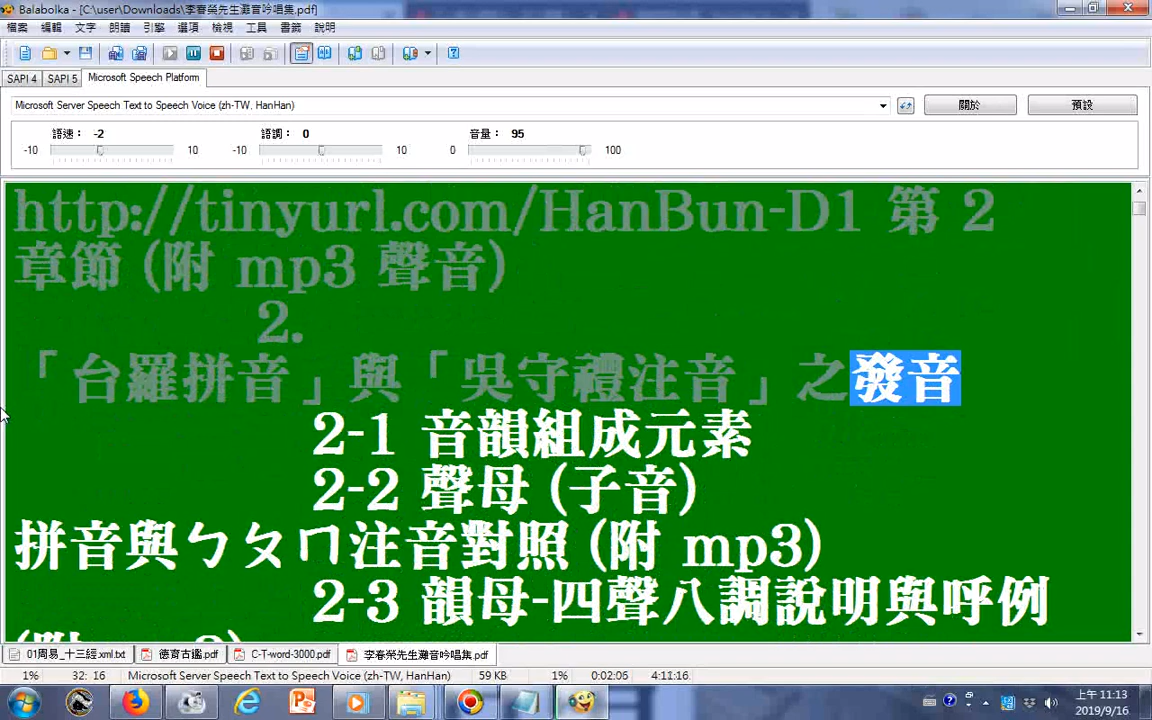 Balabolka - [C:\user\Downloads\李春榮先生灘音吟唱集.pdf]
檔案 編輯 文字 朗讀 引擎 選項 檢視 工具 書籤 說明
SAPI 4 SAPI 5 Microsoft Speech Platform
Microsoft Server Speech Text to Speech Voice (zh-TW, HanHan) 關於 預設
語速： -2 語調： 0 音量： 95
-10 10 -10 10 0 100
http://tinyurl.com/HanBun-D1 第 2
章節 (附 mp3 聲音)
2.
「台羅拼音」與「吳守禮注音」之發音
2-1 音韻組成元素
2-2 聲母 (子音)
拼音與ㄅㄆㄇ注音對照 (附 mp3)
2-3 韻母-四聲八調說明與呼例
(附 mp3)
01周易_十三經.xml.txt 德育古鑑.pdf C-T-word-3000.pdf 李春榮先生灘音吟唱集.pdf
1% 32: 16 Microsoft Server Speech Text to Speech Voice (zh-TW, HanHan) 59 KB 1% 0:02:06 4:11:16
上午 11:13
2019/9/16